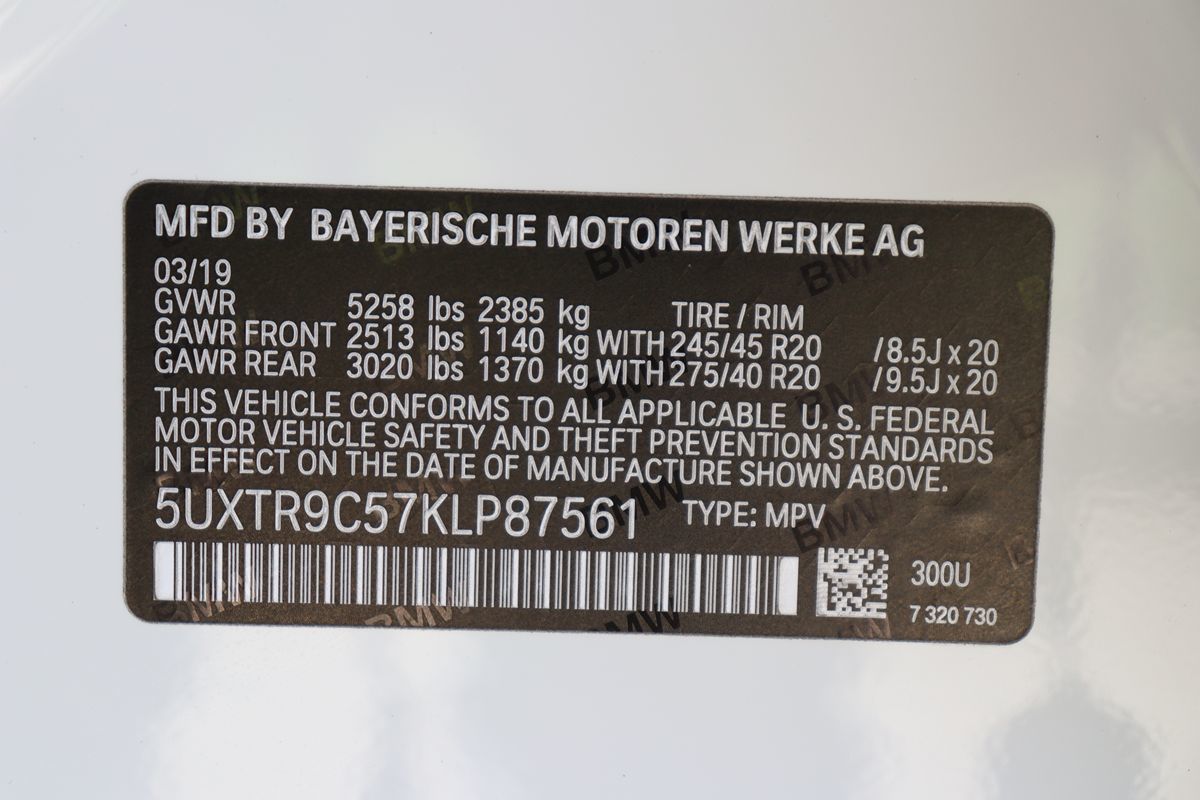 MFD BY BAYERISCHE MOTOREN WERKE AG
03/19
GVWR 5258 lbs 2385 kg TIRE / RIM
GAWR FRONT 2513 lbs 1140 kg WITH 245/45 R20 /8.5J x 20
GAWR REAR 3020 lbs 1370 kg WITH 275/40 R20 /9.5J x 20
THIS VEHICLE CONFORMS TO ALL APPLICABLE U. S. FEDERAL
MOTOR VEHICLE SAFETY AND THEFT PREVENTION STANDARDS
IN EFFECT ON THE DATE OF MANUFACTURE SHOWN ABOVE.
5UXTR9C57KLP87561 TYPE: MPV
300U
7 320 730